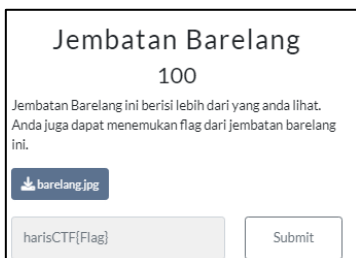 Jembatan Barelang
100
Jembatan Barelang ini berisi lebih dari yang anda lihat.
Anda juga dapat menemukan flag dari jembatan barelang
ini.
barelang.jpg
harisCTF{Flag}
Submit